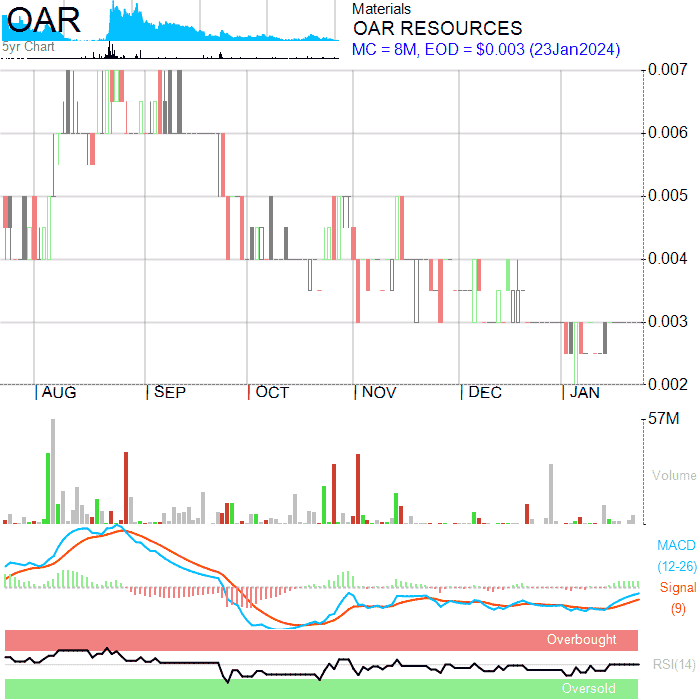 OAR
5yr Chart
Materials
OAR RESOURCES
MC = 8M, EOD = $0.003 (23Jan2024)
0.007
0.006
0.005
0.004
0.003
0.002
AUG SEP OCT NOV DEC JAN
57M
Volume
MACD
(12-26)
Signal
(9)
Overbought
RSI(14)
Oversold